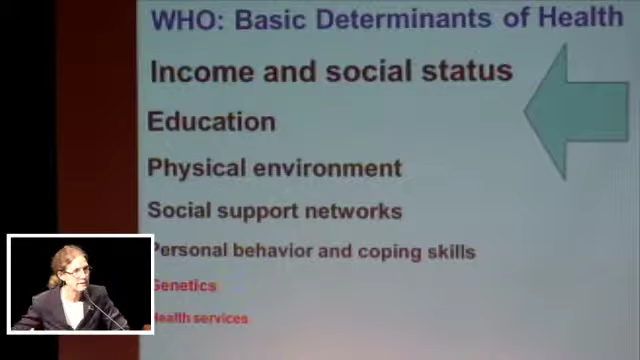 WHO: Basic Determinants of Health
Income and social status
Education
Physical environment
Social support networks
Personal behavior and coping skills
Genetics
Health services